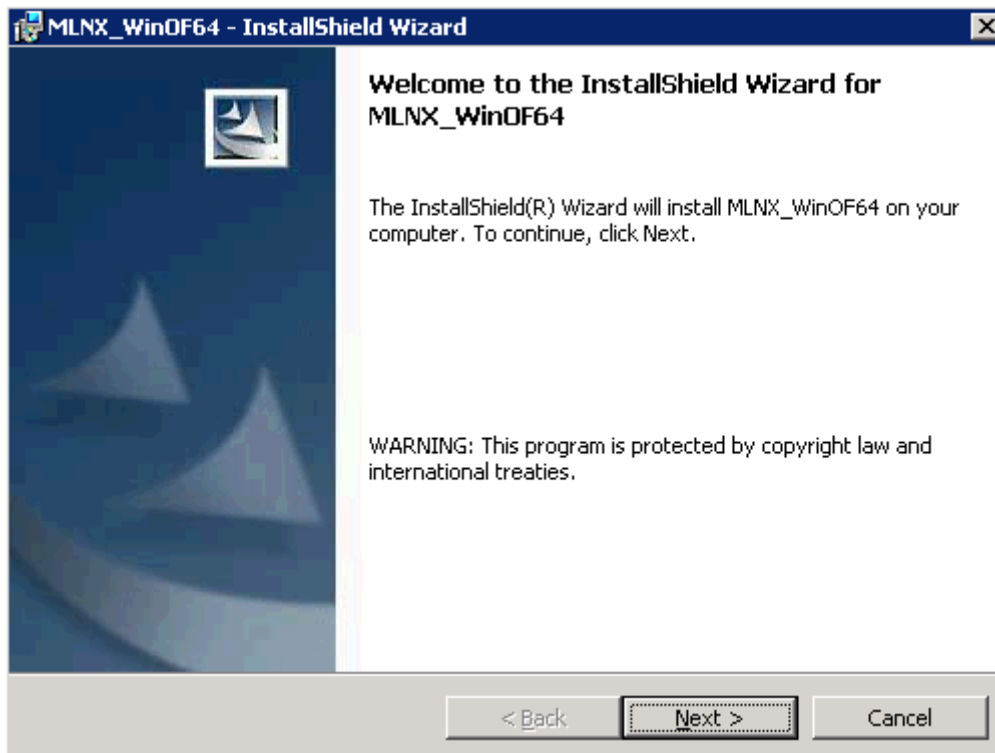 MLNX_WinOF64 - InstallShield Wizard
Welcome to the InstallShield Wizard for
MLNX_WinOF64
The InstallShield(R) Wizard will install MLNX_WinOF64 on your
computer. To continue, click Next.
WARNING: This program is protected by copyright law and
international treaties.
< Back
Next >
Cancel